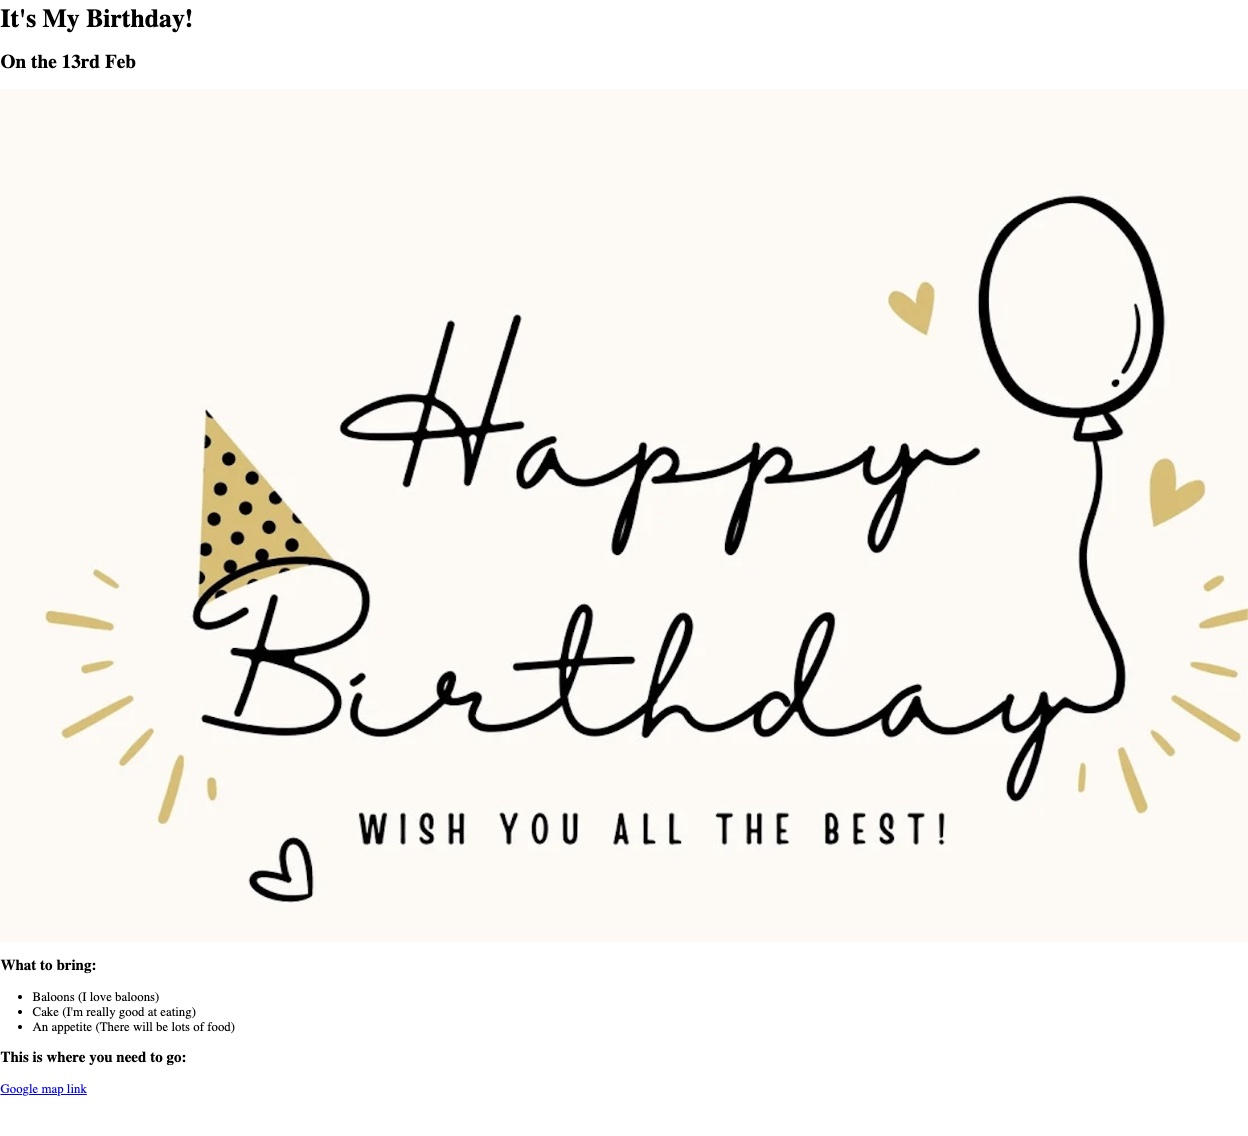 It's My Birthday!
On the 13rd Feb
Happy
Birthday
WISH YOU ALL THE BEST!
What to bring:
Baloons (I love baloons)
Cake (I'm really good at eating)
An appetite (There will be lots of food)
This is where you need to go:
Google map link